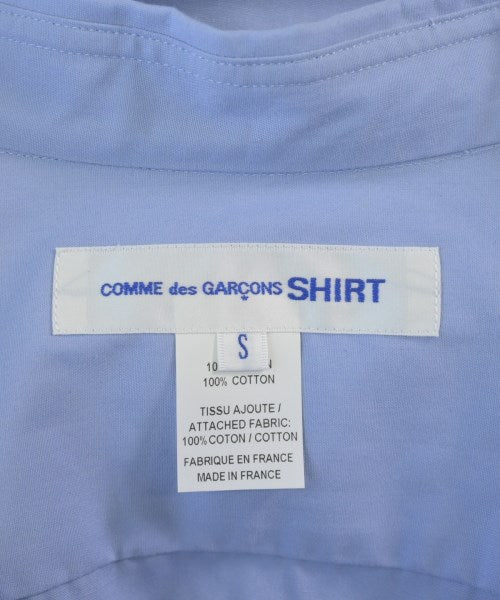 COMME des GARÇONS SHIRT
S
100% COTTON
TISSU AJOUTE /
ATTACHED FABRIC:
100% COTON / COTTON
FABRIQUE EN FRANCE
MADE IN FRANCE